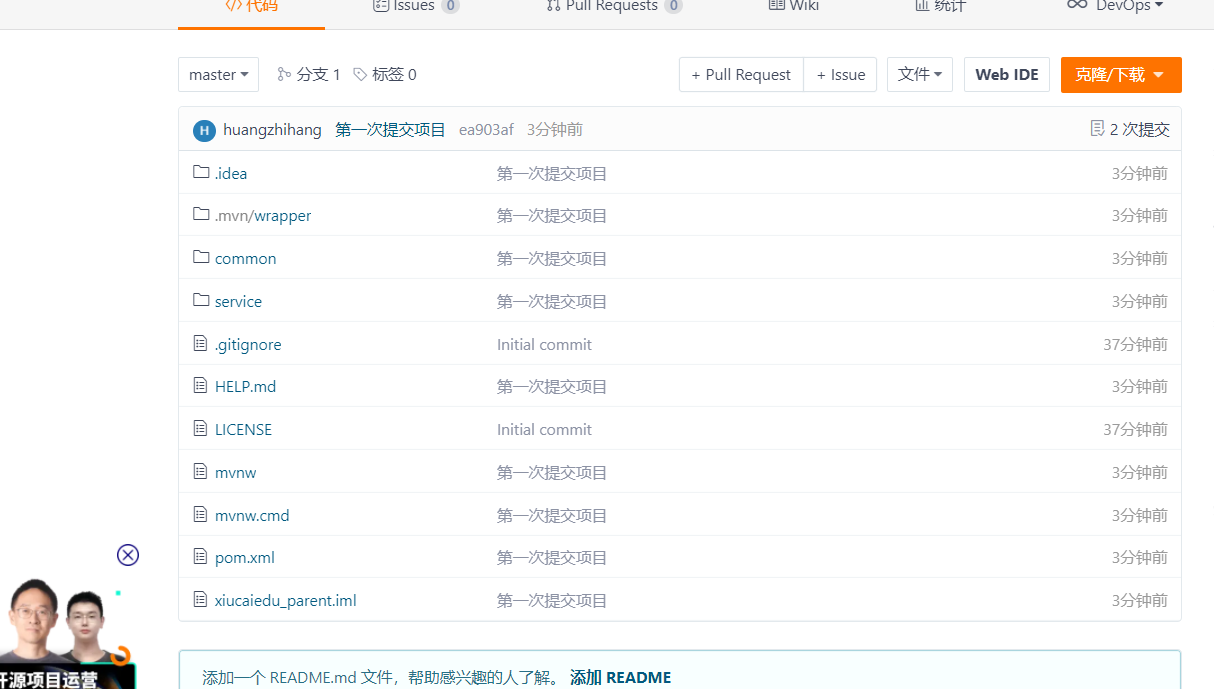 代码 Issues 0 Pull Requests 0 Wiki 统计 DevOps
master 分支 1 标签 0 + Pull Request + Issue 文件 Web IDE 克隆/下载
H huangzhihang 第一次提交项目 ea903af 3分钟前 2 次提交
.idea 第一次提交项目 3分钟前
.mvn/wrapper 第一次提交项目 3分钟前
common 第一次提交项目 3分钟前
service 第一次提交项目 3分钟前
.gitignore Initial commit 37分钟前
HELP.md 第一次提交项目 3分钟前
LICENSE Initial commit 37分钟前
mvnw 第一次提交项目 3分钟前
mvnw.cmd 第一次提交项目 3分钟前
pom.xml 第一次提交项目 3分钟前
xiucaiedu_parent.iml 第一次提交项目 3分钟前
开源项目运营
添加一个 README.md 文件，帮助感兴趣的人了解。 添加 README